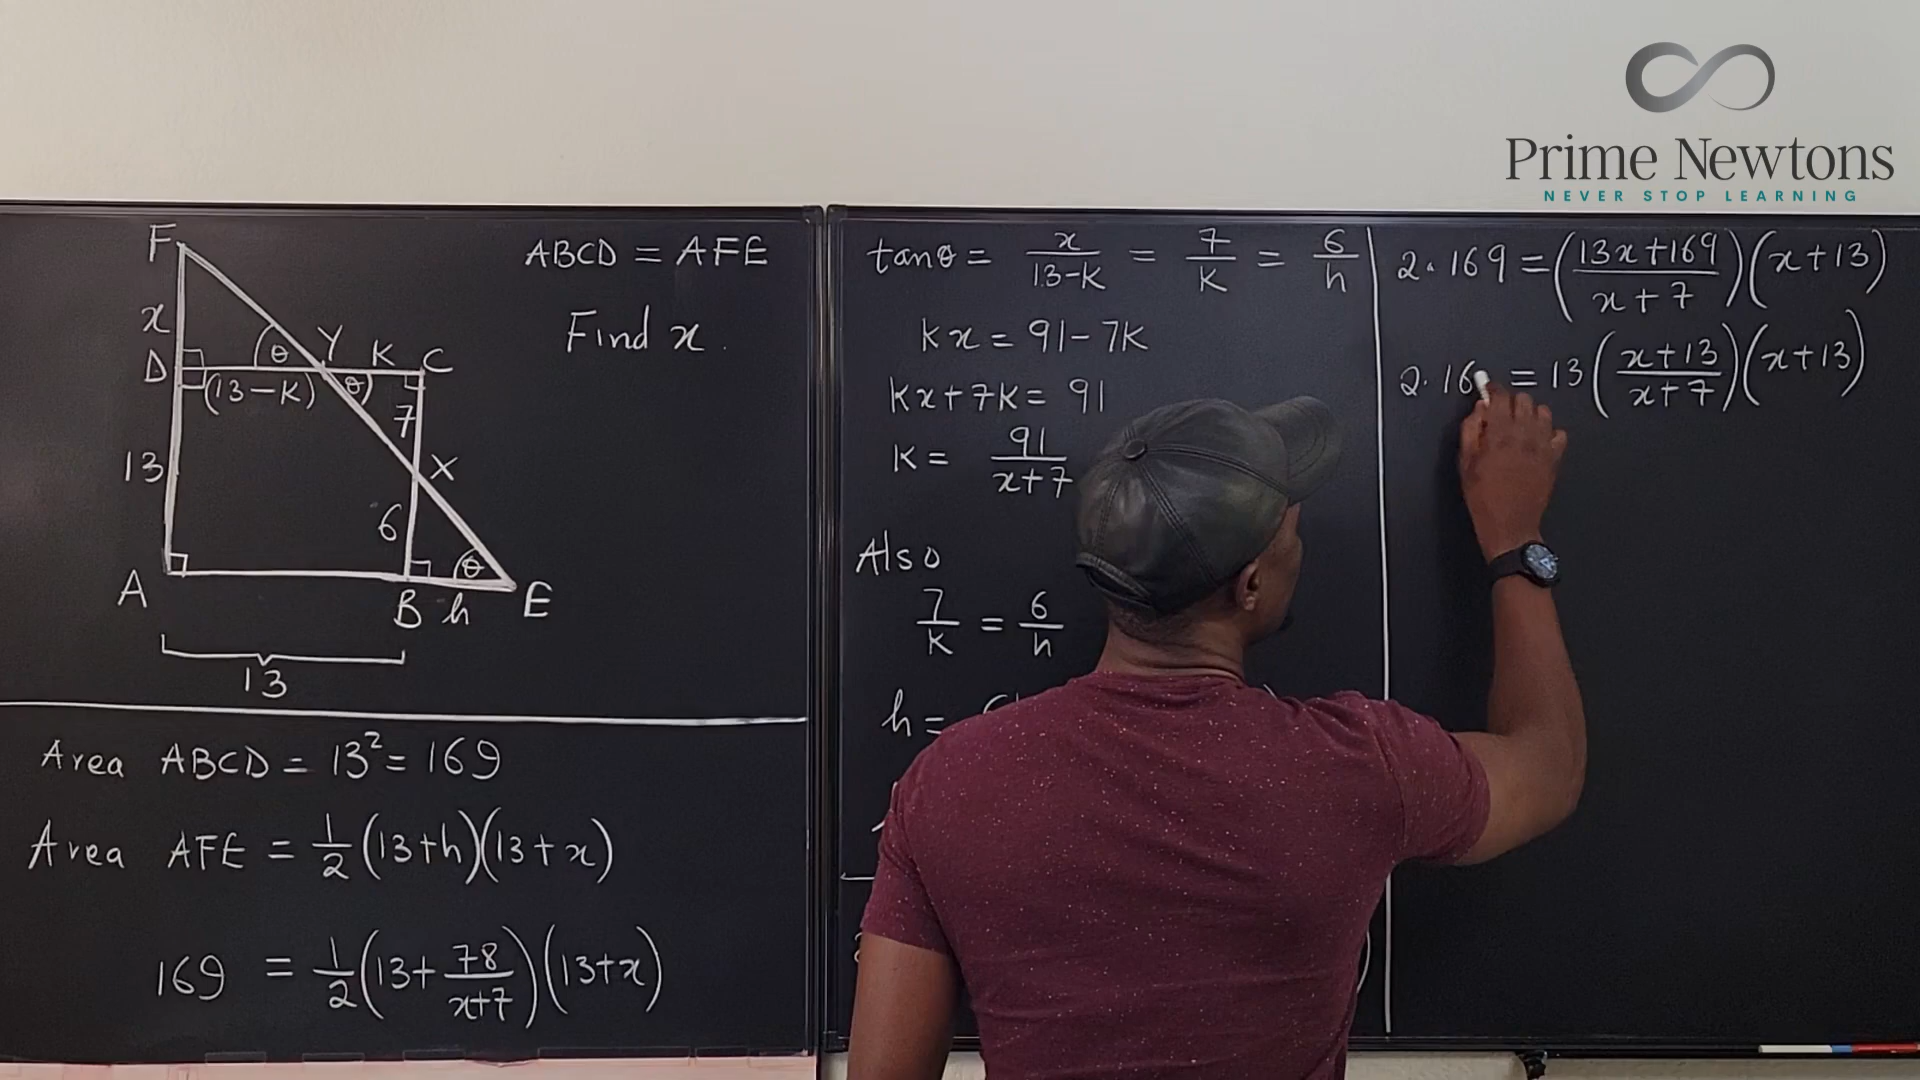 Prime Newtons
NEVER STOP LEARNING
F
x
D
θ
Y
K
C
(13-K)
θ
7
13
X
6
θ
A
B
h
E
13
ABCD = AFE
Find x.
Area ABCD = 13² = 169
Area AFE = 1/2 (13+h)(13+x)
169 = 1/2 (13+ 78/(x+7))(13+x)
tanθ = x/(13-K) = 7/K = 6/h
Kx = 91-7K
Kx+7K = 91
K = 91/(x+7)
Also
7/K = 6/h
h =
2·169 = ((13x+169)/(x+7))(x+13)
2·16 = 13((x+13)/(x+7))(x+13)